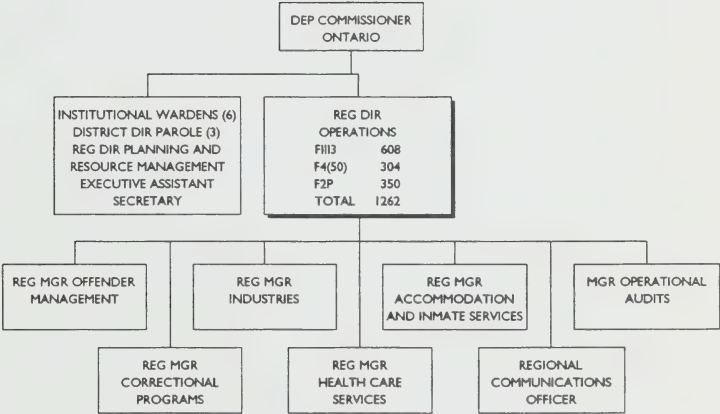 DEP COMMISSIONER
ONTARIO
INSTITUTIONAL WARDENS (6)
DISTRICT DIR PAROLE (3)
REG DIR PLANNING AND
RESOURCE MANAGEMENT
EXECUTIVE ASSISTANT
SECRETARY
REG DIR
OPERATIONS
FIII3 608
F4(50) 304
F2P 350
TOTAL 1262
REG MGR OFFENDER
MANAGEMENT
REG MGR
INDUSTRIES
REG MGR
ACCOMMODATION
AND INMATE SERVICES
MGR OPERATIONAL
AUDITS
REG MGR
CORRECTIONAL
PROGRAMS
REG MGR
HEALTH CARE
SERVICES
REGIONAL
COMMUNICATIONS
OFFICER